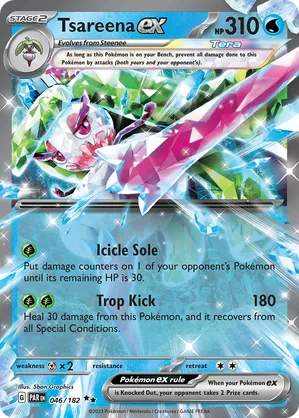 STAGE2 Tsareena ex HP310
Evolves from Steenee
Tera
As long as this Pokémon is on your Bench, prevent all damage done to this
Pokémon by attacks (both yours and your opponent's).
Icicle Sole
Put damage counters on 1 of your opponent's Pokémon
until its remaining HP is 30.
Trop Kick 180
Heal 30 damage from this Pokémon, and it recovers from
all Special Conditions.
weakness ×2 resistance retreat
Illus. 5ban Graphics
Pokémon ex rule
When your Pokémon ex
is Knocked Out, your opponent takes 2 Prize cards.
G PAR EN 046/182 ★★
©2023 Pokémon / Nintendo / Creatures / GAME FREAK